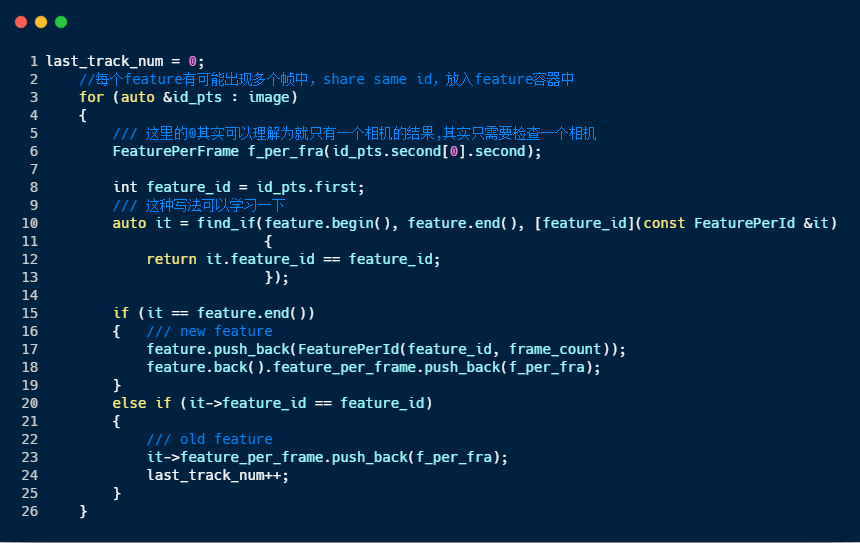 1 last_track_num = 0;
2     //每个feature有可能出现多个帧中，share same id，放入feature容器中
3     for (auto &id_pts : image)
4     {
5         /// 这里的0其实可以理解为就只有一个相机的结果,其实只需要检查一个相机
6         FeaturePerFrame f_per_fra(id_pts.second[0].second);
7
8         int feature_id = id_pts.first;
9         /// 这种写法可以学习一下
10         auto it = find_if(feature.begin(), feature.end(), [feature_id](const FeaturePerId &it)
11                           {
12             return it.feature_id == feature_id;
13                           });
14
15         if (it == feature.end())
16         {   /// new feature
17             feature.push_back(FeaturePerId(feature_id, frame_count));
18             feature.back().feature_per_frame.push_back(f_per_fra);
19         }
20         else if (it->feature_id == feature_id)
21         {
22             /// old feature
23             it->feature_per_frame.push_back(f_per_fra);
24             last_track_num++;
25         }
26     }